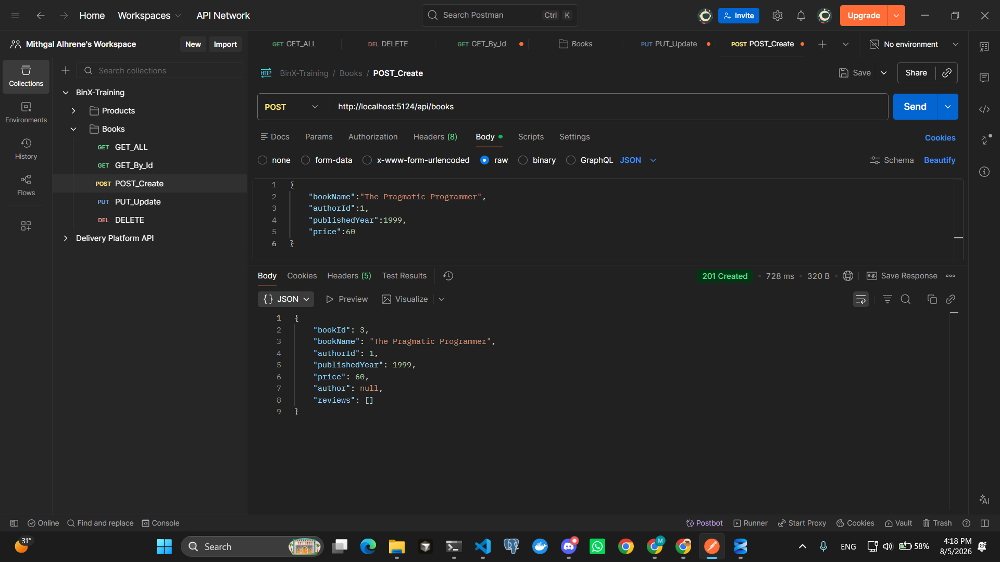 Home Workspaces API Network Search Postman Ctrl K Invite Upgrade
Mithgal Alhrene's Workspace New Import
GET GET_ALL DEL DELETE GET GET_By_Id Books PUT PUT_Update POST POST_Create No environment
Collections
Environments
History
Flows
Search collections
BinX-Training
Products
Books
GET GET_ALL
GET GET_By_Id
POST POST_Create
PUT PUT_Update
DEL DELETE
Delivery Platform API
HTTP BinX-Training / Books / POST_Create Save Share
POST http://localhost:5124/api/books Send
Docs Params Authorization Headers (8) Body Scripts Settings Cookies
none form-data x-www-form-urlencoded raw binary GraphQL JSON Schema Beautify
1 {
2 "bookName":"The Pragmatic Programmer",
3 "authorId":1,
4 "publishedYear":1999,
5 "price":60
6 }
Body Cookies Headers (5) Test Results 201 Created • 728 ms • 320 B e.g. Save Response
{} JSON Preview Visualize
1 {
2 "bookId": 3,
3 "bookName": "The Pragmatic Programmer",
4 "authorId": 1,
5 "publishedYear": 1999,
6 "price": 60,
7 "author": null,
8 "reviews": []
9 }
AI
Online Find and replace Console Postbot Runner Start Proxy Cookies Vault Trash
31° Search M ENG 58% 4:18 PM
8/5/2026